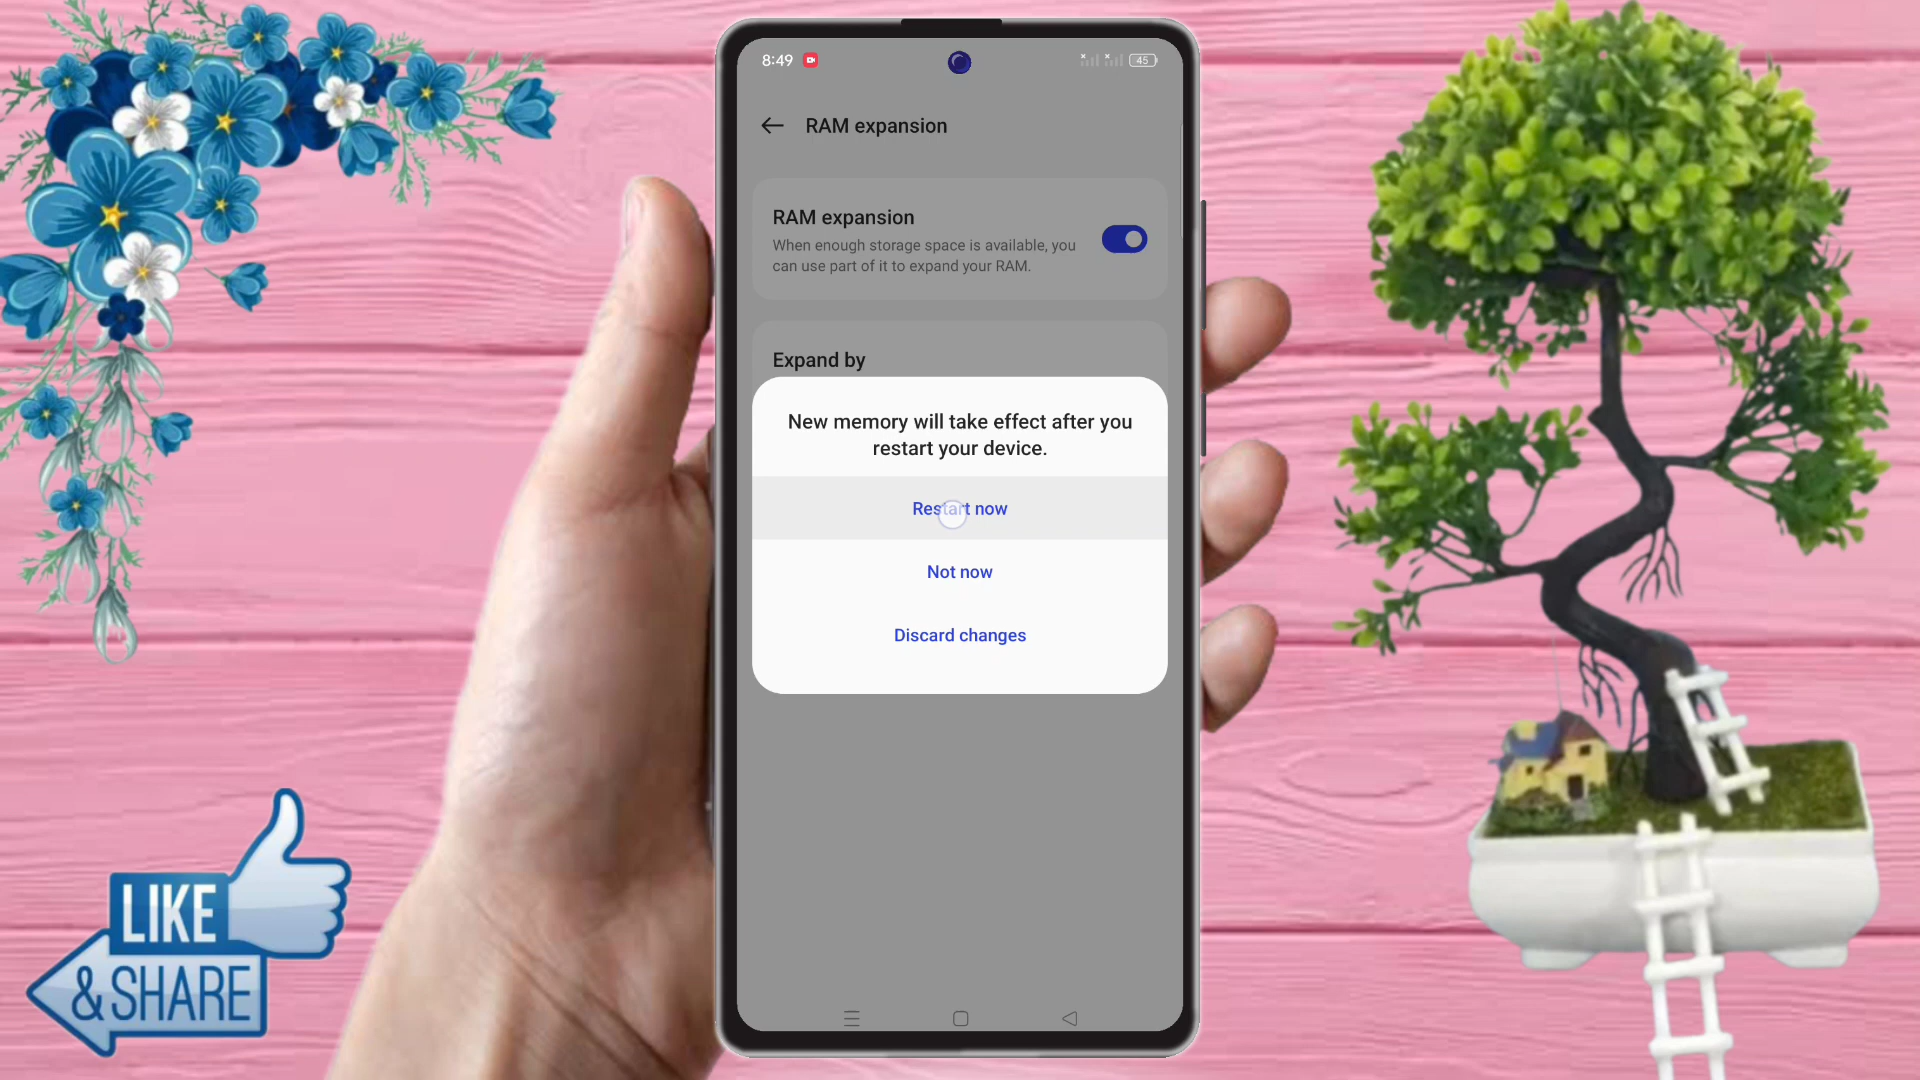 8:49
45
RAM expansion
RAM expansion
When enough storage space is available, you
can use part of it to expand your RAM.
Expand by
New memory will take effect after you
restart your device.
Restart now
Not now
Discard changes
LIKE
& SHARE